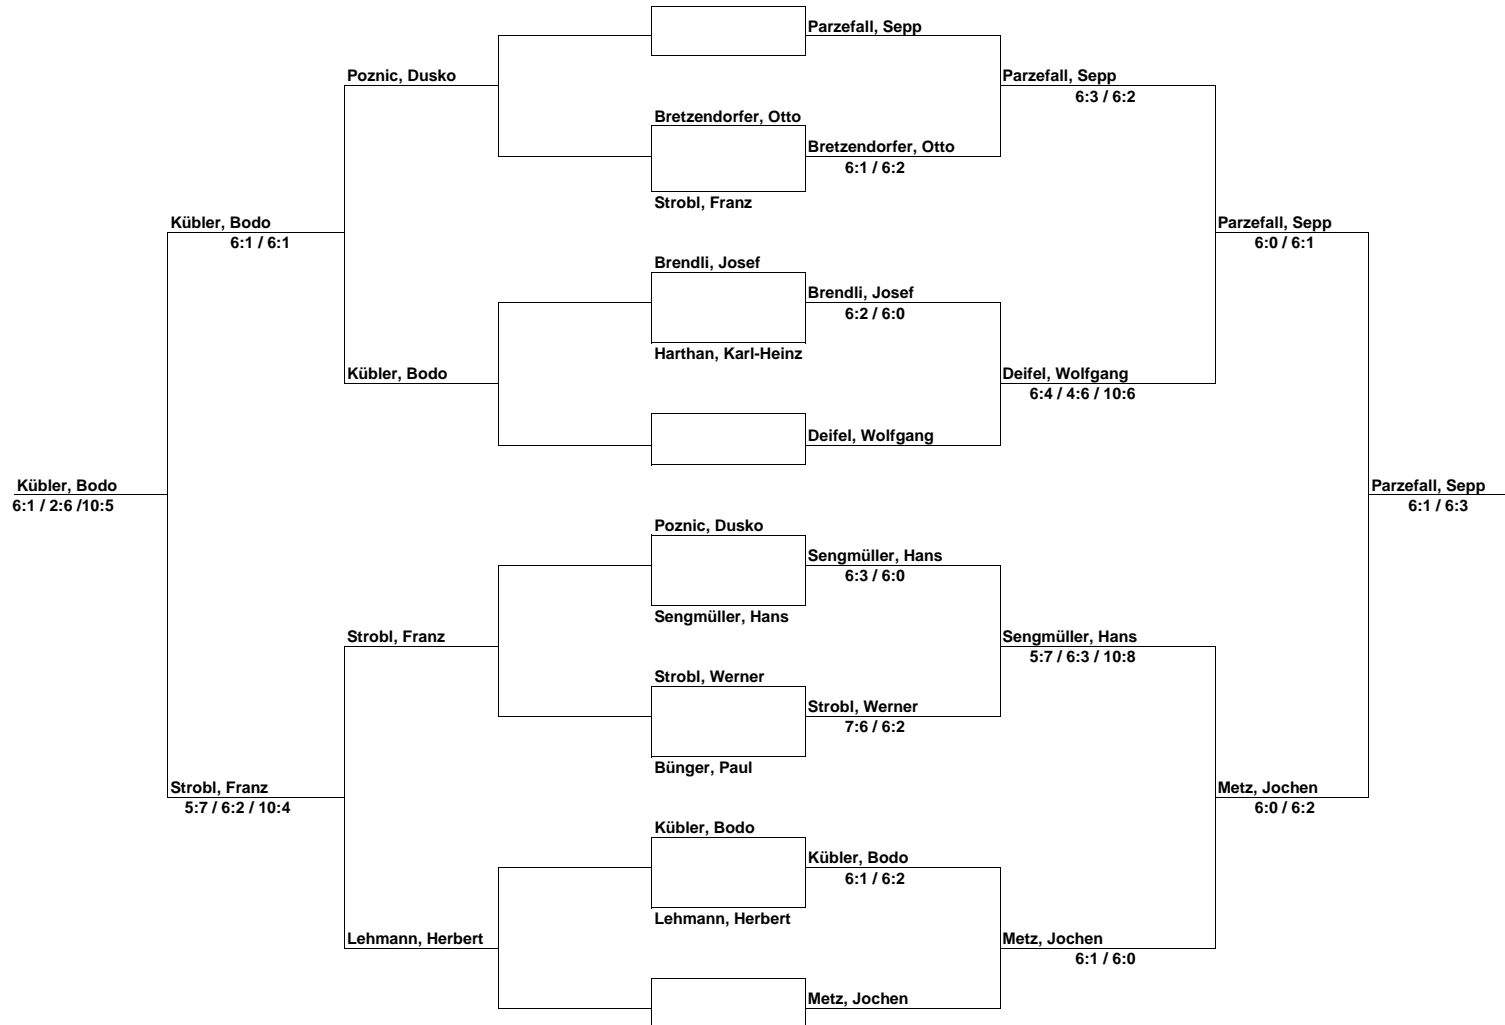 Parzefall, Sepp
Poznic, Dusko
Parzefall, Sepp
6:3 / 6:2
Bretzendorfer, Otto
Bretzendorfer, Otto
6:1 / 6:2
Strobl, Franz
Kübler, Bodo
6:1 / 6:1
Parzefall, Sepp
6:0 / 6:1
Brendli, Josef
Brendli, Josef
6:2 / 6:0
Harthan, Karl-Heinz
Kübler, Bodo
Deifel, Wolfgang
6:4 / 4:6 / 10:6
Deifel, Wolfgang
Kübler, Bodo
6:1 / 2:6 /10:5
Parzefall, Sepp
6:1 / 6:3
Poznic, Dusko
Sengmüller, Hans
6:3 / 6:0
Sengmüller, Hans
Strobl, Franz
Sengmüller, Hans
5:7 / 6:3 / 10:8
Strobl, Werner
Strobl, Werner
7:6 / 6:2
Bünger, Paul
Strobl, Franz
5:7 / 6:2 / 10:4
Metz, Jochen
6:0 / 6:2
Kübler, Bodo
Kübler, Bodo
6:1 / 6:2
Lehmann, Herbert
Lehmann, Herbert
Metz, Jochen
6:1 / 6:0
Metz, Jochen